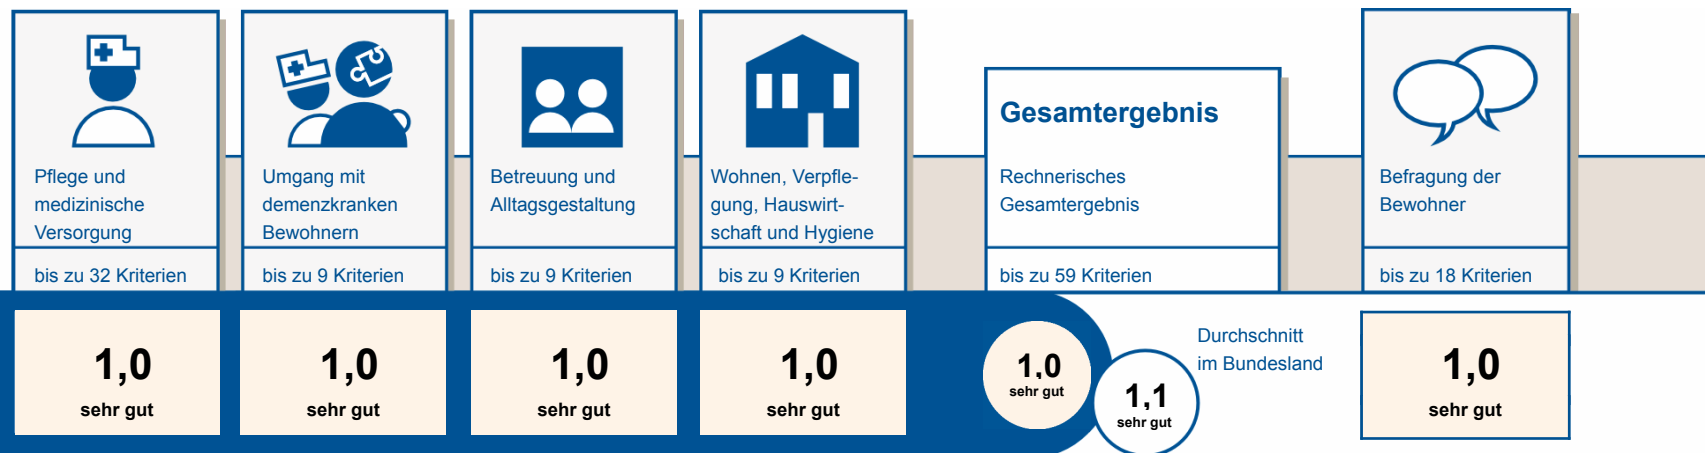 Pflege und
medizinische
Versorgung
bis zu 32 Kriterien
1,0
sehr gut
Umgang mit
demenzkranken
Bewohnern
bis zu 9 Kriterien
1,0
sehr gut
Betreuung und
Alltagsgestaltung
bis zu 9 Kriterien
1,0
sehr gut
Wohnen, Verpfle-
gung, Hauswirt-
schaft und Hygiene
bis zu 9 Kriterien
1,0
sehr gut
Gesamtergebnis
Rechnerisches
Gesamtergebnis
bis zu 59 Kriterien
1,0
sehr gut
1,1
sehr gut
Durchschnitt
im Bundesland
Befragung der
Bewohner
bis zu 18 Kriterien
1,0
sehr gut